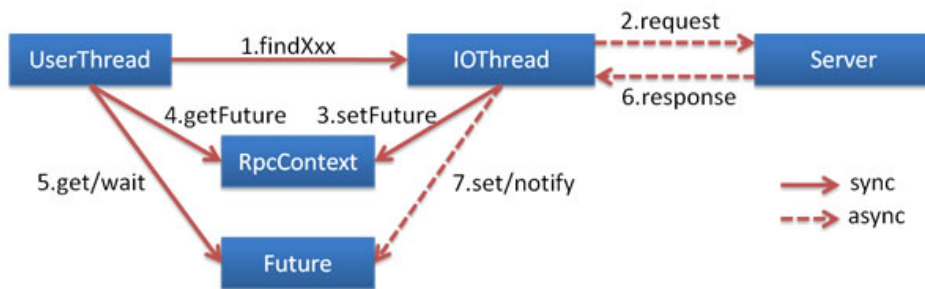 2.request
1.findXxx
UserThread
IOThread
Server
6.response
4.getFuture
3.setFuture
RpcContext
5.get/wait
7.set/notify
sync
async
Future